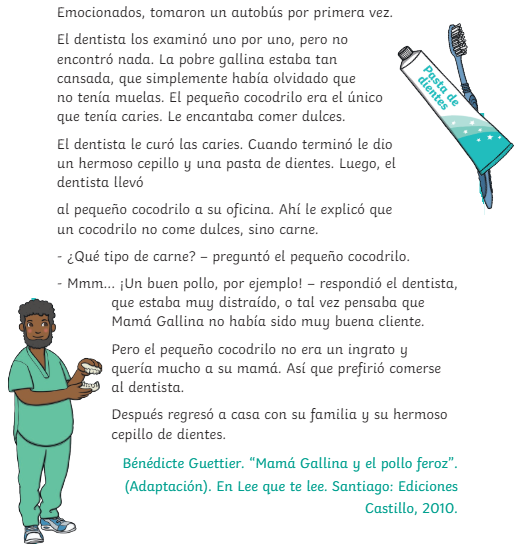 Emocionados, tomaron un autobús por primera vez.
El dentista los examinó uno por uno, pero no
encontró nada. La pobre gallina estaba tan
cansada, que simplemente había olvidado que
no tenía muelas. El pequeño cocodrilo era el único
que tenía caries. Le encantaba comer dulces.
El dentista le curó las caries. Cuando terminó le dio
un hermoso cepillo y una pasta de dientes. Luego, el
dentista llevó
al pequeño cocodrilo a su oficina. Ahí le explicó que
un cocodrilo no come dulces, sino carne.
- ¿Qué tipo de carne? – preguntó el pequeño cocodrilo.
- Mmm... ¡Un buen pollo, por ejemplo! – respondió el dentista,
que estaba muy distraído, o tal vez pensaba que
Mamá Gallina no había sido muy buena cliente.
Pero el pequeño cocodrilo no era un ingrato y
quería mucho a su mamá. Así que prefirió comerse
al dentista.
Después regresó a casa con su familia y su hermoso
cepillo de dientes.
Bénédicte Guettier. “Mamá Gallina y el pollo feroz”.
(Adaptación). En Lee que te lee. Santiago: Ediciones
Castillo, 2010.
Pasta de
dientes